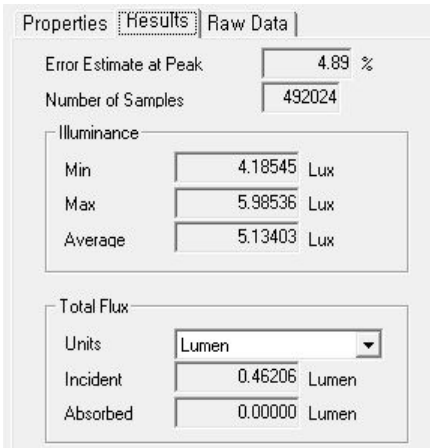 Properties Results Raw Data
Error Estimate at Peak 4.89 %
Number of Samples 492024
Illuminance
Min 4.18545 Lux
Max 5.98536 Lux
Average 5.13403 Lux
Total Flux
Units Lumen
Incident 0.46206 Lumen
Absorbed 0.00000 Lumen